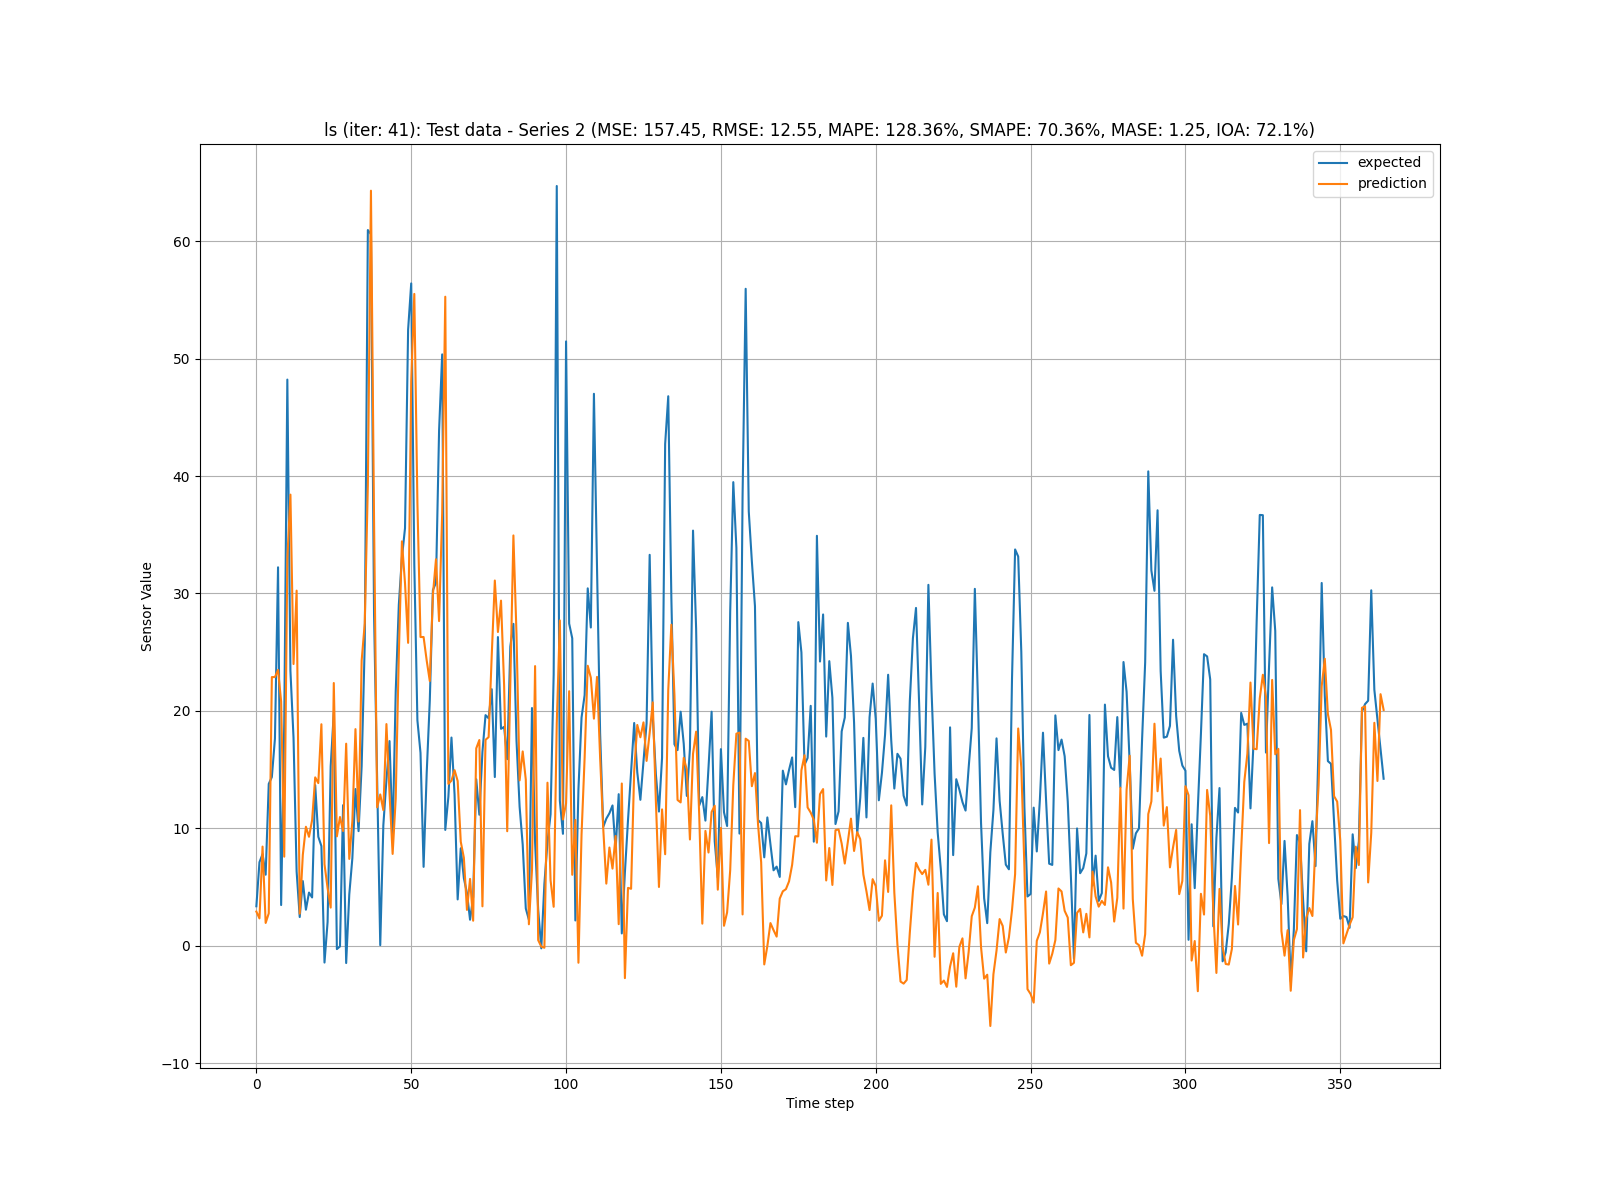 ls (iter: 41): Test data - Series 2 (MSE: 157.45, RMSE: 12.55, MAPE: 128.36%, SMAPE: 70.36%, MASE: 1.25, IOA: 72.1%)
expected
prediction
Sensor Value
60
50
40
30
20
10
0
−10
0 50 100 150 200 250 300 350
Time step